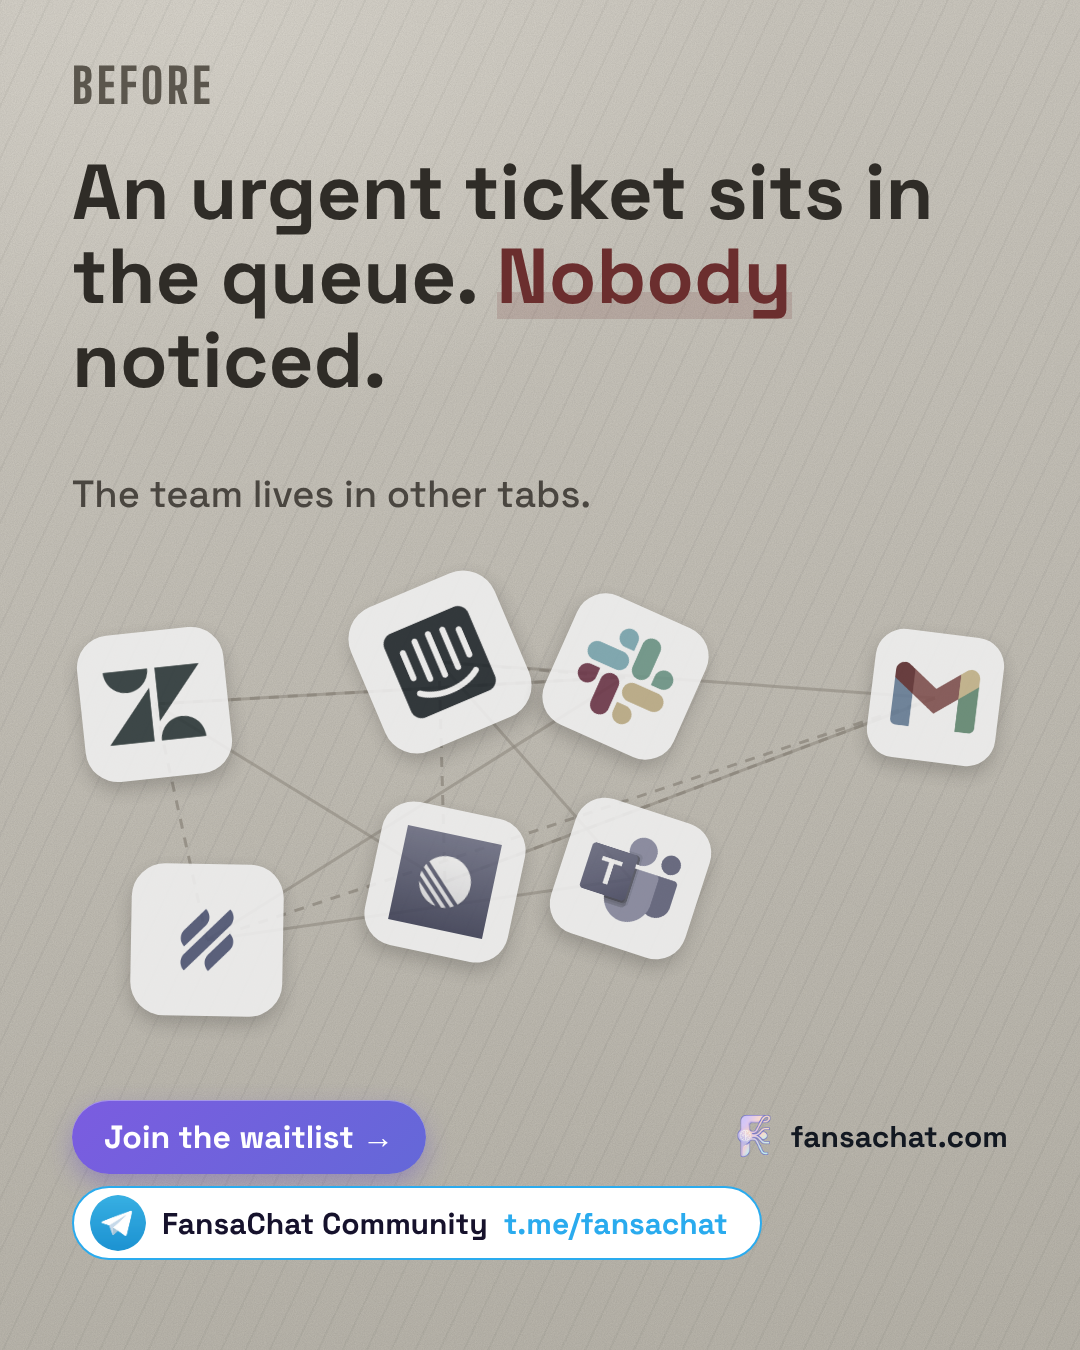 BEFORE
An urgent ticket sits in
the queue. Nobody
noticed.
The team lives in other tabs.
T
Join the waitlist →
fansachat.com
FansaChat Community t.me/fansachat